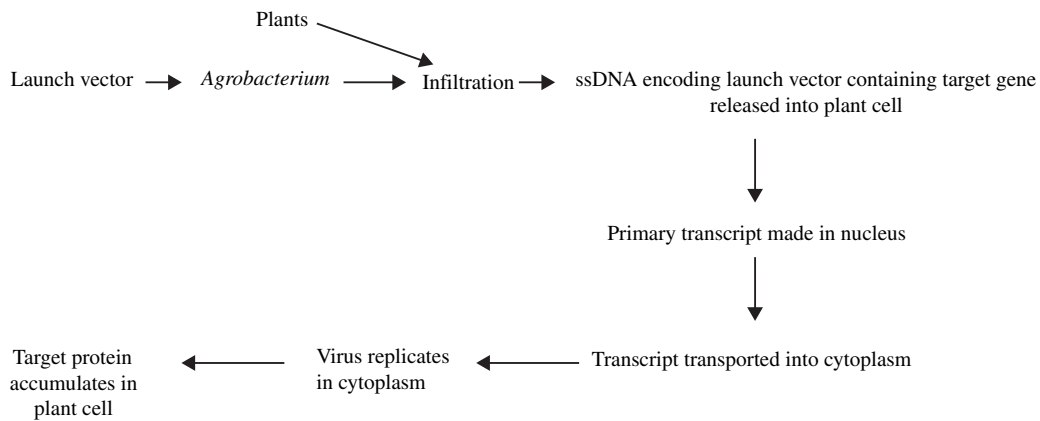 Plants
Launch vector
Agrobacterium
Infiltration
ssDNA encoding launch vector containing target gene
released into plant cell
Primary transcript made in nucleus
Transcript transported into cytoplasm
Virus replicates
in cytoplasm
Target protein
accumulates in
plant cell